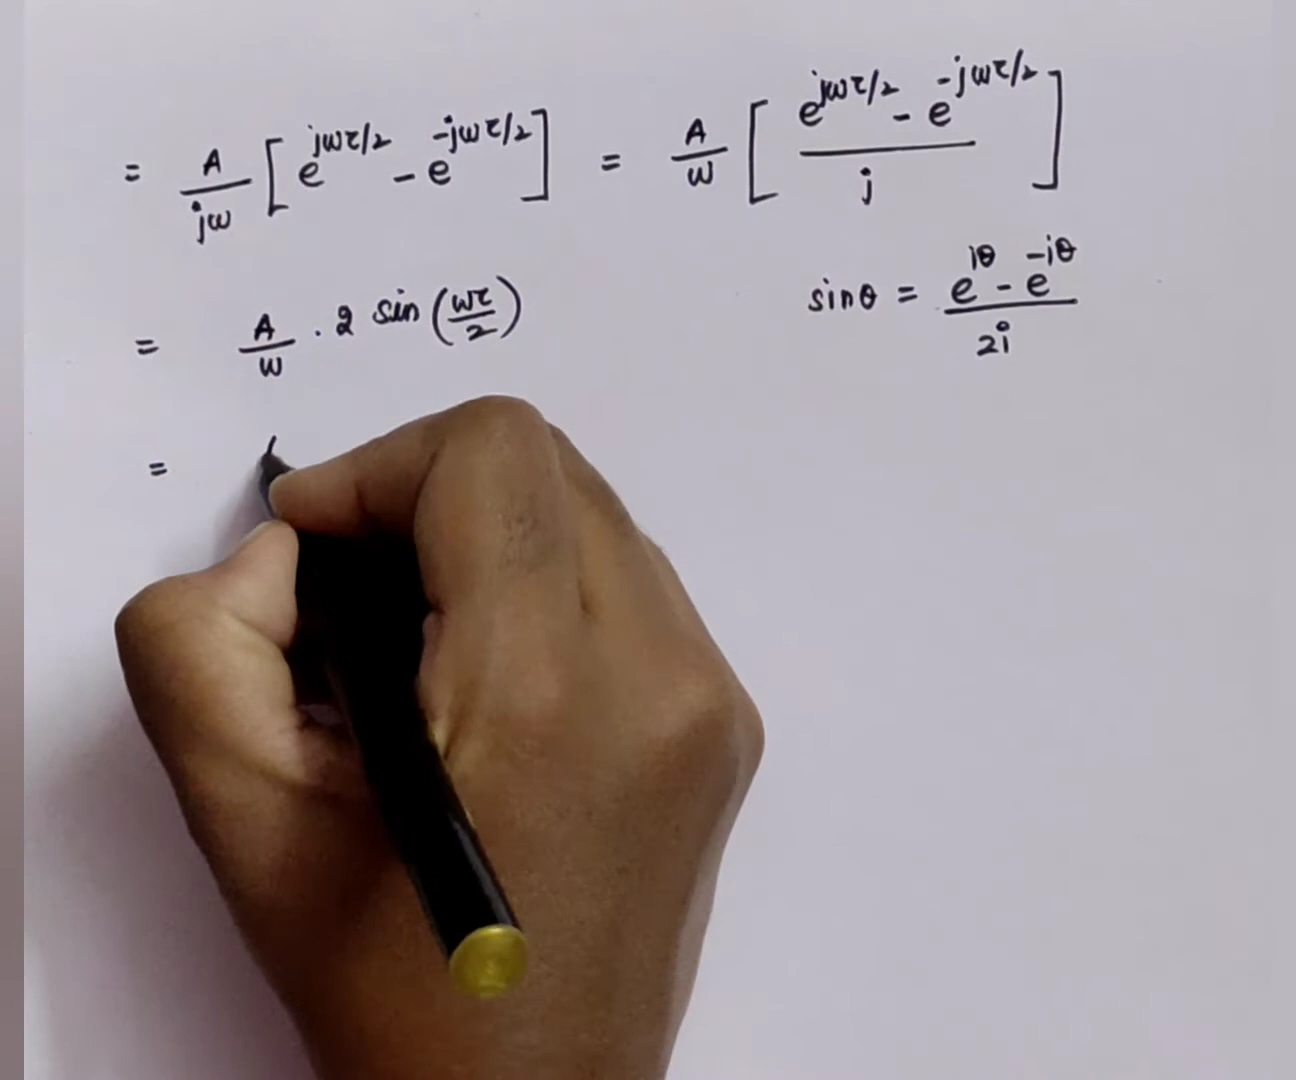 = A/jω [e^{jωτ/2} - e^{-jωτ/2}] = A/ω [(e^{jωτ/2} - e^{-jωτ/2})/j]
= A/ω . 2 sin(ωτ/2)
sinθ = (e^{iθ} - e^{-iθ})/2i
=